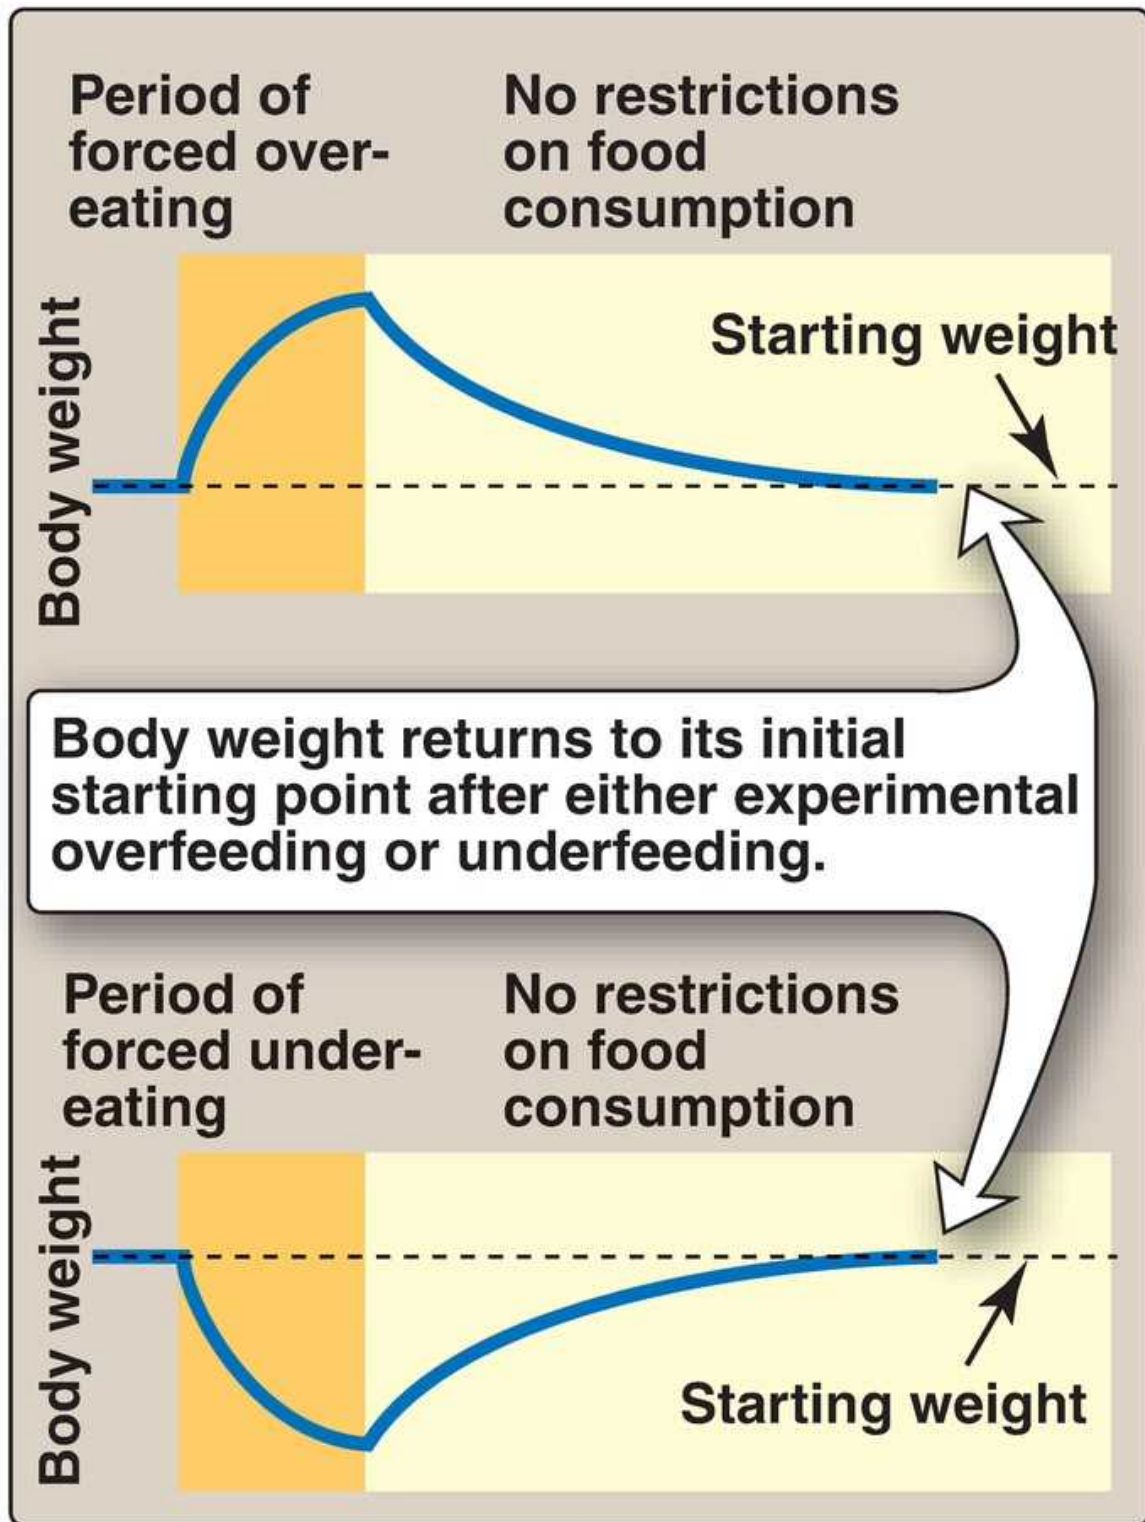 Period of
forced over-
eating
No restrictions
on food
consumption
Body weight
Starting weight
Body weight returns to its initial
starting point after either experimental
overfeeding or underfeeding.
Period of
forced under-
eating
No restrictions
on food
consumption
Body weight
Starting weight